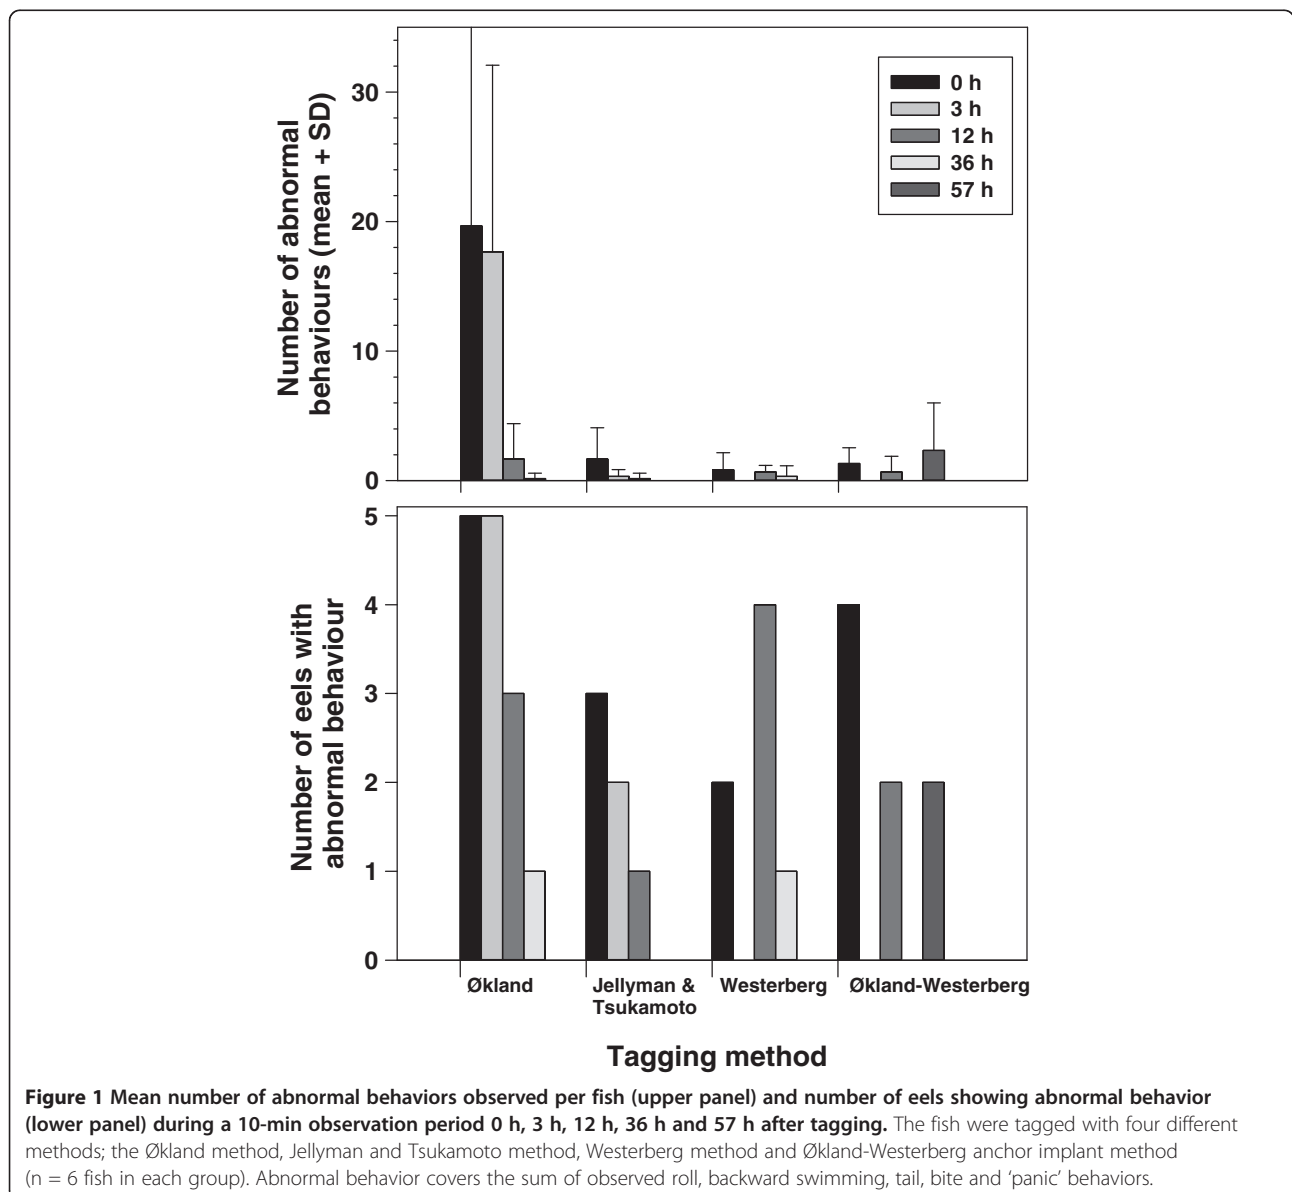 Number of abnormal
behaviours (mean + SD)
30
20
10
0
0 h
3 h
12 h
36 h
57 h
Number of eels with
abnormal behaviour
5
4
3
2
1
0
Økland
Jellyman &
Tsukamoto
Westerberg
Økland-Westerberg
Tagging method
Figure 1 Mean number of abnormal behaviors observed per fish (upper panel) and number of eels showing abnormal behavior
(lower panel) during a 10-min observation period 0 h, 3 h, 12 h, 36 h and 57 h after tagging. The fish were tagged with four different
methods; the Økland method, Jellyman and Tsukamoto method, Westerberg method and Økland-Westerberg anchor implant method
(n = 6 fish in each group). Abnormal behavior covers the sum of observed roll, backward swimming, tail, bite and ‘panic’ behaviors.